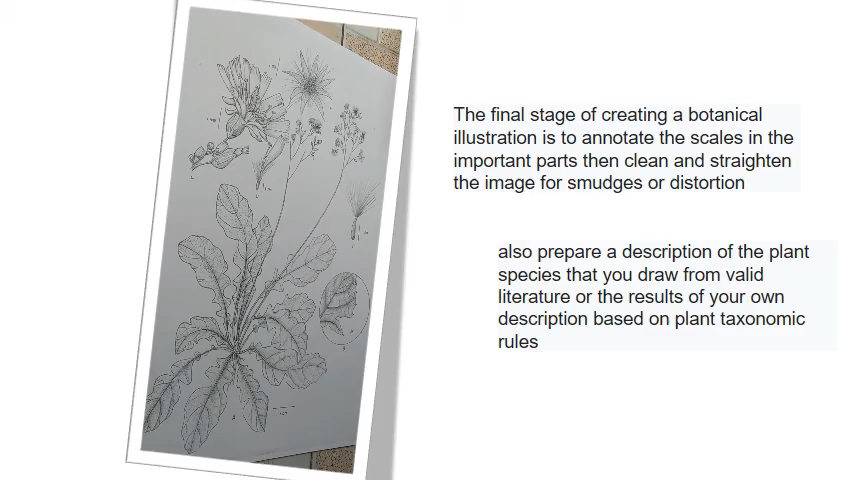 The final stage of creating a botanical
illustration is to annotate the scales in the
important parts then clean and straighten
the image for smudges or distortion
also prepare a description of the plant
species that you draw from valid
literature or the results of your own
description based on plant taxonomic
rules